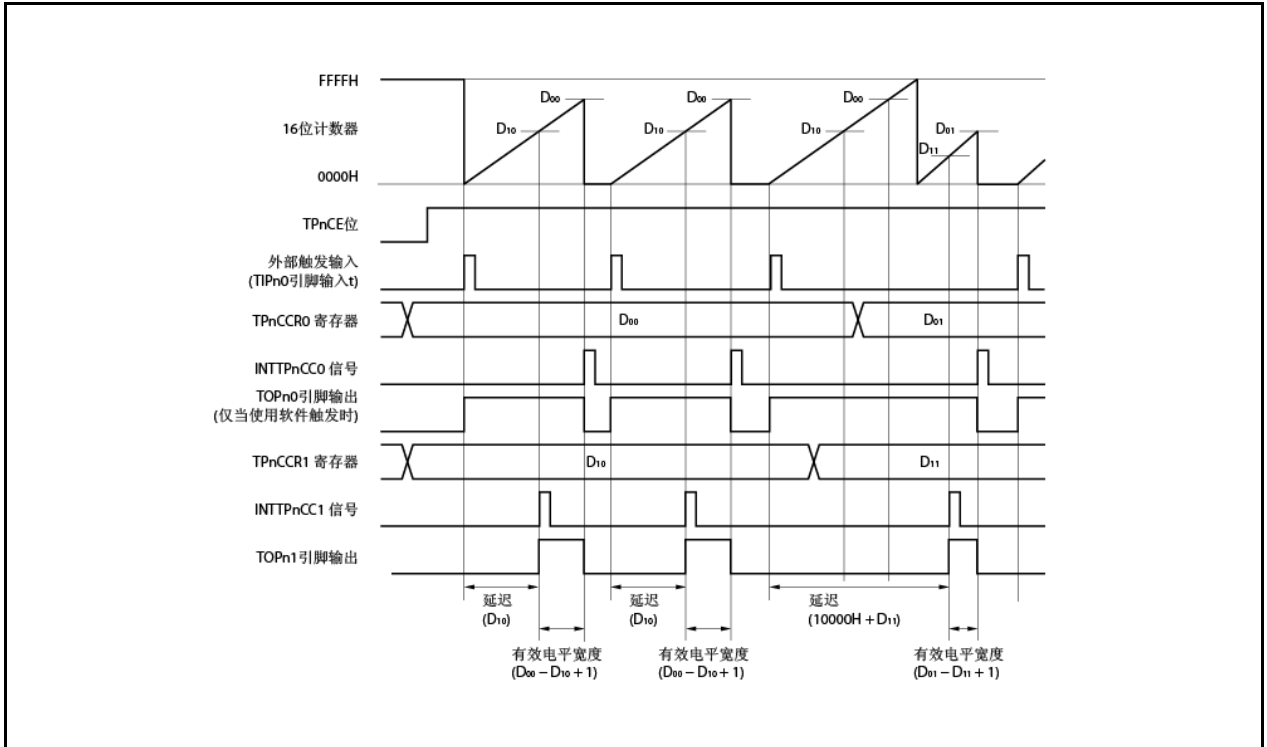 FFFFH
D₀₀
D₀₀
D₀₀
16位计数器
D₁₀
D₁₀
D₁₀
D₀₁
D₁₁
0000H
TPnCE位
外部触发输入
(TIPn0引脚输入t)
TPnCCR0 寄存器
D₀₀
D₀₁
INTTPnCC0 信号
TOPn0引脚输出
(仅当使用软件触发时)
TPnCCR1 寄存器
D₁₀
D₁₁
INTTPnCC1 信号
TOPn1引脚输出
延迟
(D₁₀)
延迟
(D₁₀)
延迟
(10000H + D₁₁)
有效电平宽度
(D₀₀ – D₁₀ + 1)
有效电平宽度
(D₀₀ – D₁₀ + 1)
有效电平宽度
(D₀₁ – D₁₁ + 1)